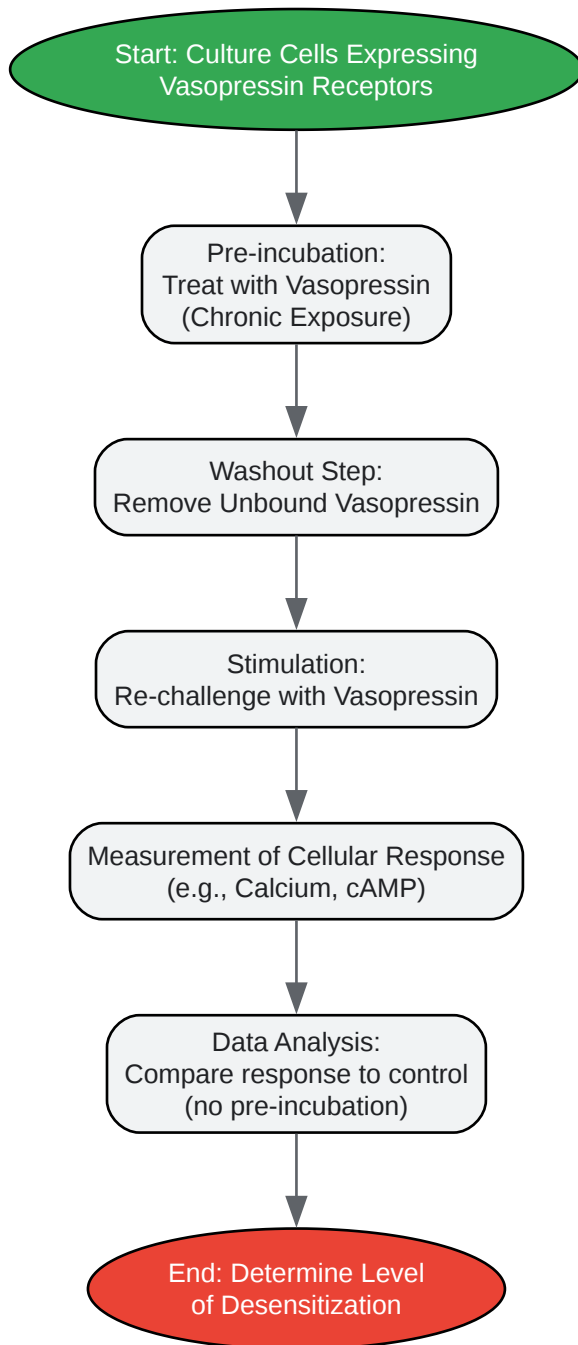 Start: Culture Cells Expressing
Vasopressin Receptors
Pre-incubation:
Treat with Vasopressin
(Chronic Exposure)
Washout Step:
Remove Unbound Vasopressin
Stimulation:
Re-challenge with Vasopressin
Measurement of Cellular Response
(e.g., Calcium, cAMP)
Data Analysis:
Compare response to control
(no pre-incubation)
End: Determine Level
of Desensitization